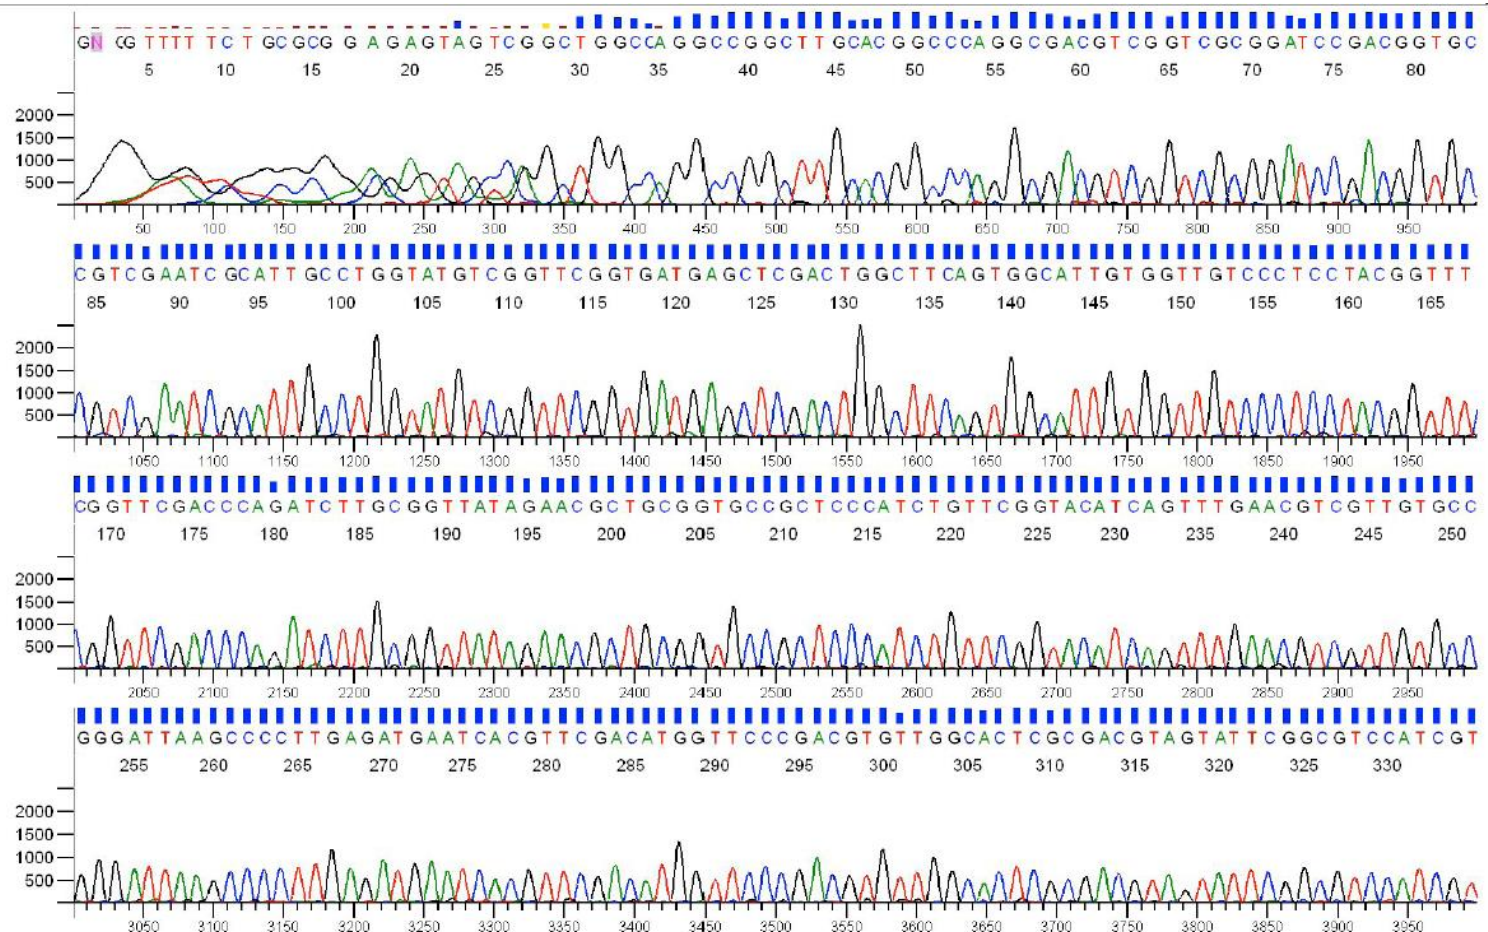 GN CG TTTT TC T GCGCG G A GAGTAGTCGGCTGGCCAGGCCGGCTTGCACGGCCCAGGCGACGTCGGTCGCGGATCCGACGGTGC
5 10 15 20 25 30 35 40 45 50 55 60 65 70 75 80
2000
1500
1000
500
50 100 150 200 250 300 350 400 450 500 550 600 650 700 750 800 850 900 950
CGTCGAATCGCATTGCCTGGTATGTCGGTTCGGTGATGAGCTCGACTGGCTTCAGTGGCATTGTGGTTGTCCCTCCTACGGTTT
85 90 95 100 105 110 115 120 125 130 135 140 145 150 155 160 165
2000
1500
1000
500
1050 1100 1150 1200 1250 1300 1350 1400 1450 1500 1550 1600 1650 1700 1750 1800 1850 1900 1950
CGGTTCGACCCAGATCTTGCGGTTATAGAACGCTGCGGTGCCGCTCCCATCTGTTCGGTACATCAGTTTGAACGTCGTTGTGCC
170 175 180 185 190 195 200 205 210 215 220 225 230 235 240 245 250
2000
1500
1000
500
2050 2100 2150 2200 2250 2300 2350 2400 2450 2500 2550 2600 2650 2700 2750 2800 2850 2900 2950
GGGATTAAGCCCCTTGAGATGAATCACGTTCGACATGGTTCCCGACGTGTTGGCACTCGCGACGTAGTATTCGGCGTCCATCGT
255 260 265 270 275 280 285 290 295 300 305 310 315 320 325 330
2000
1500
1000
500
3050 3100 3150 3200 3250 3300 3350 3400 3450 3500 3550 3600 3650 3700 3750 3800 3850 3900 3950